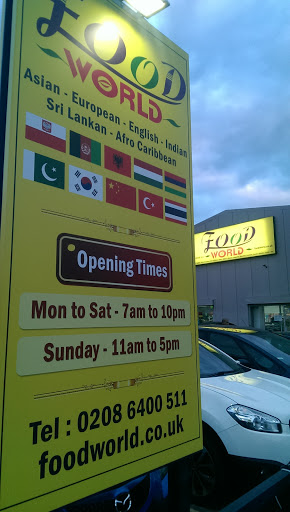 FOOD
WORLD
Asian - European - English - Indian
Sri Lankan - Afro Caribbean
Opening Times
Mon to Sat - 7am to 10pm
Sunday - 11am to 5pm
Tel : 0208 6400 511
foodworld.co.uk
FOOD
WORLD